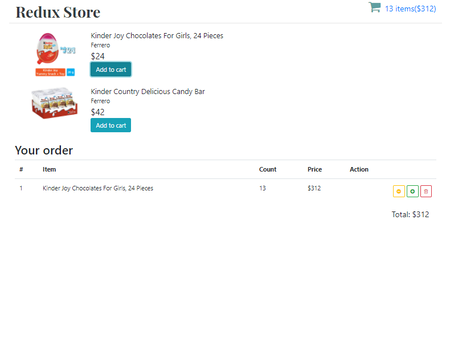 Redux Store
13 items($312)
Kinder Joy Chocolates For Girls, 24 Pieces
Ferrero
$24
Add to cart
Kinder Country Delicious Candy Bar
Ferrero
$42
Add to cart
Your order
# Item Count Price Action
1 Kinder Joy Chocolates For Girls, 24 Pieces 13 $312
Total: $312